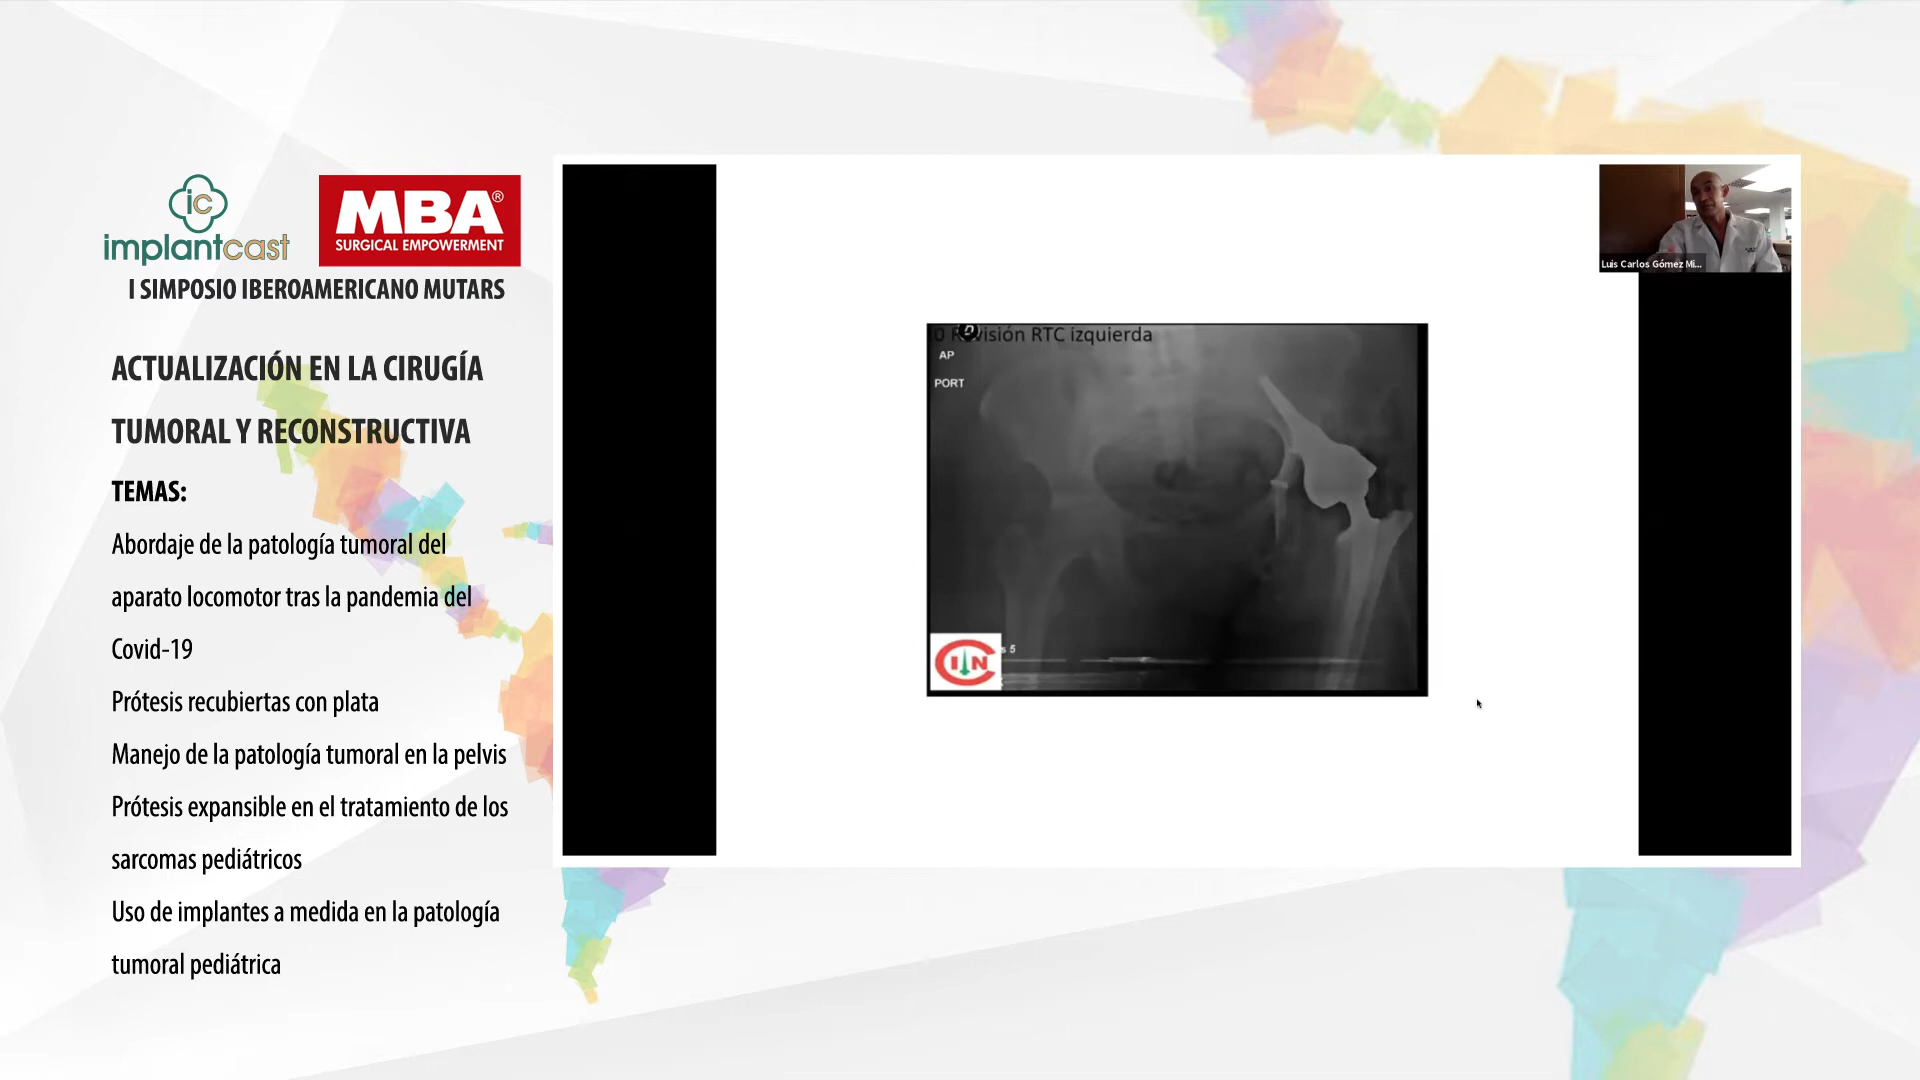 ic
implantcast
MBA®
SURGICAL EMPOWERMENT
I SIMPOSIO IBEROAMERICANO MUTARS
ACTUALIZACIÓN EN LA CIRUGÍA
TUMORAL Y RECONSTRUCTIVA
TEMAS:
Abordaje de la patología tumoral del
aparato locomotor tras la pandemia del
Covid-19
Prótesis recubiertas con plata
Manejo de la patología tumoral en la pelvis
Prótesis expansible en el tratamiento de los
sarcomas pediátricos
Uso de implantes a medida en la patología
tumoral pediátrica
Luis Carlos Gómez Mi...
D
RTC izquierda
AP
PORT
s 5
CIN